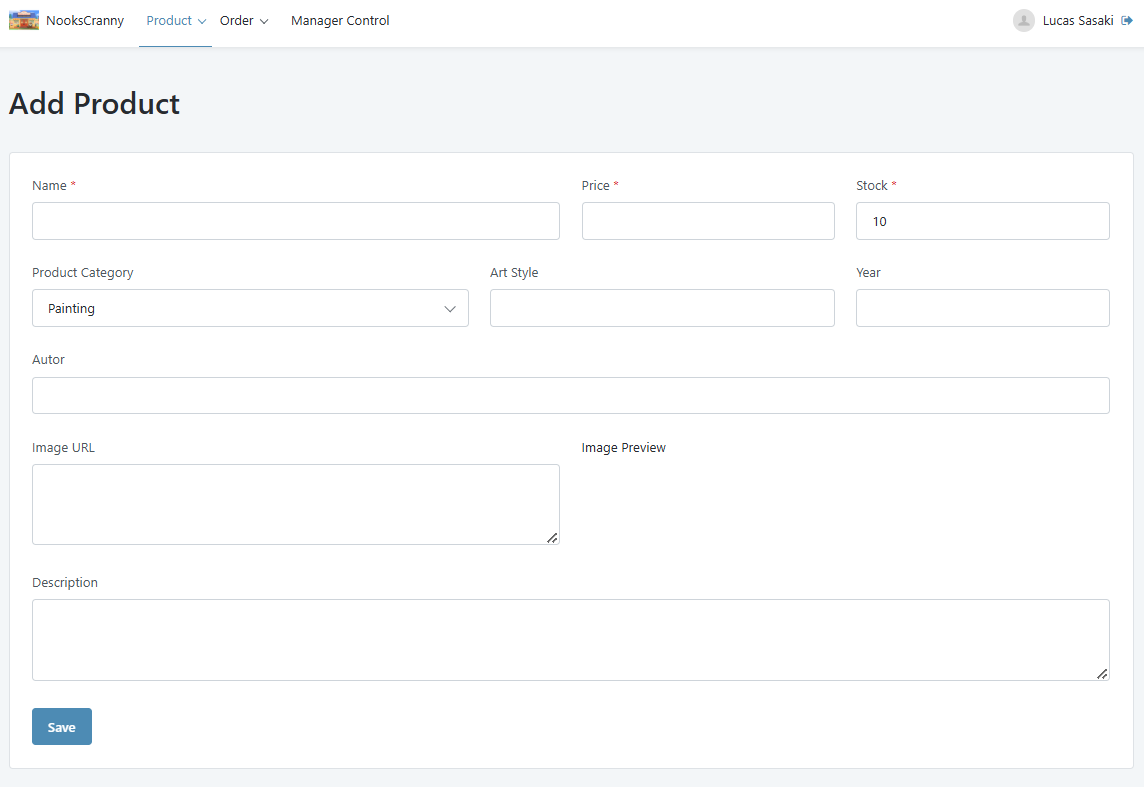 NooksCranny Product Order Manager Control Lucas Sasaki
Add Product
Name * Price * Stock *
10
Product Category Art Style Year
Painting
Autor
Image URL Image Preview
Description
Save